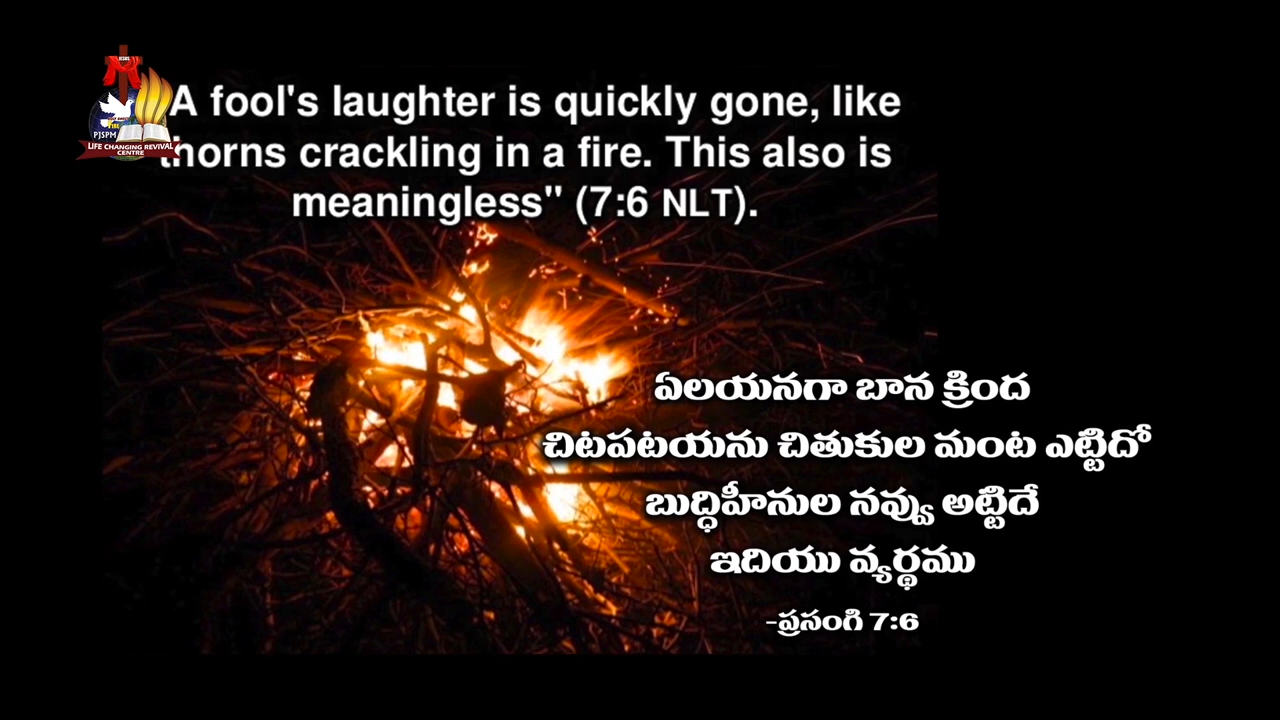 JESUS
PJSPM
LIFE CHANGING REVIVAL
CENTRE
A fool's laughter is quickly gone, like
thorns crackling in a fire. This also is
meaningless" (7:6 NLT).
ఏలయనగా బాన క్రింద
చిటపటయను చితుకుల మంట ఎట్టిదో
బుద్ధిహీనుల నవ్వు అట్టిదే
ఇదియు వ్యర్థము
-ప్రసంగి 7:6